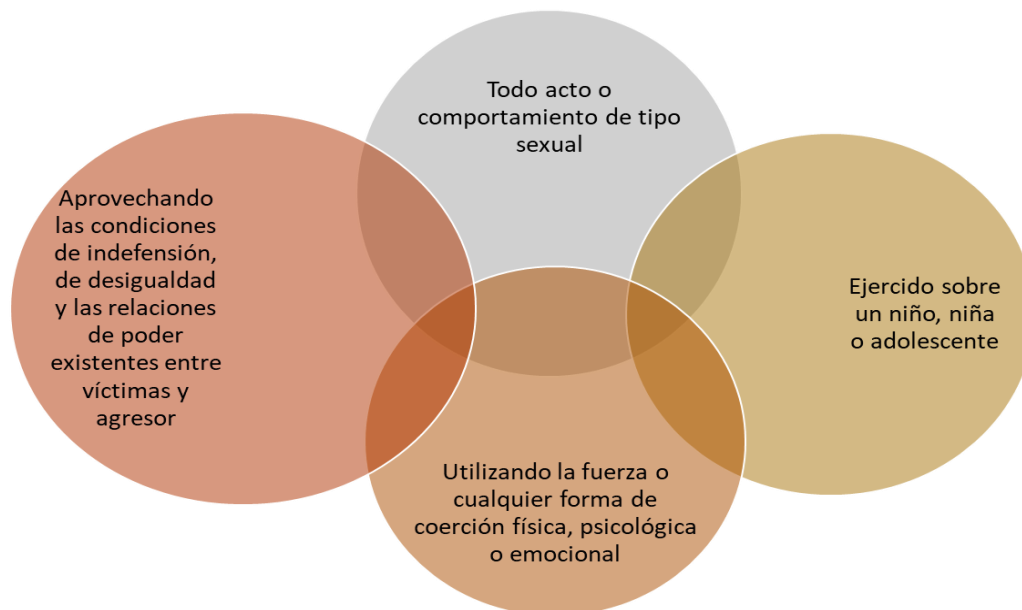 Todo acto o
comportamiento de tipo
sexual
Aprovechando
las condiciones
de indefensión,
de desigualdad
y las relaciones
de poder
existentes entre
víctimas y
agresor
Ejercido sobre
un niño, niña
o adolescente
Utilizando la fuerza o
cualquier forma de
coerción física, psicológica
o emocional